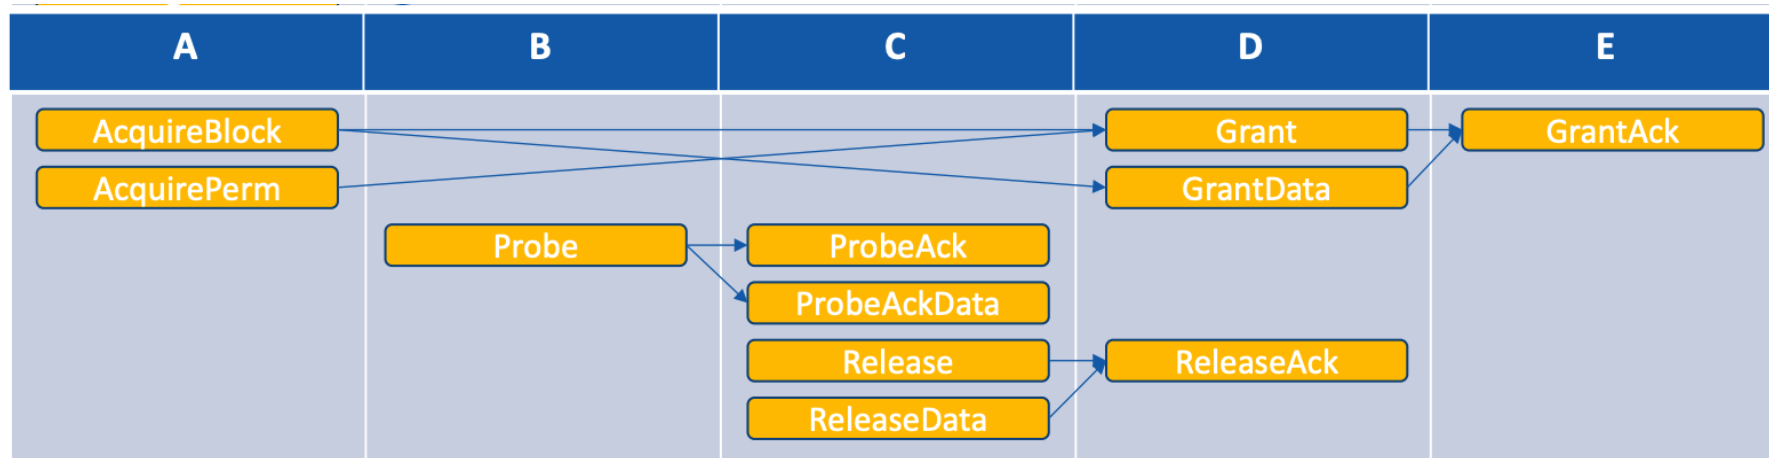 A B C D E
AcquireBlock Grant GrantAck
AcquirePerm GrantData
Probe ProbeAck
ProbeAckData
Release ReleaseAck
ReleaseData